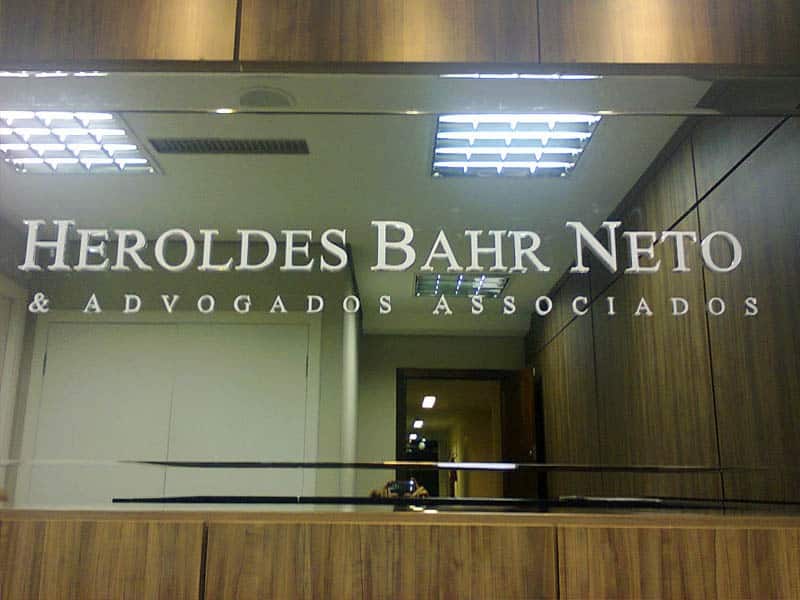 HEROLDES BAHR NETO
& ADVOGADOS ASSOCIADOS